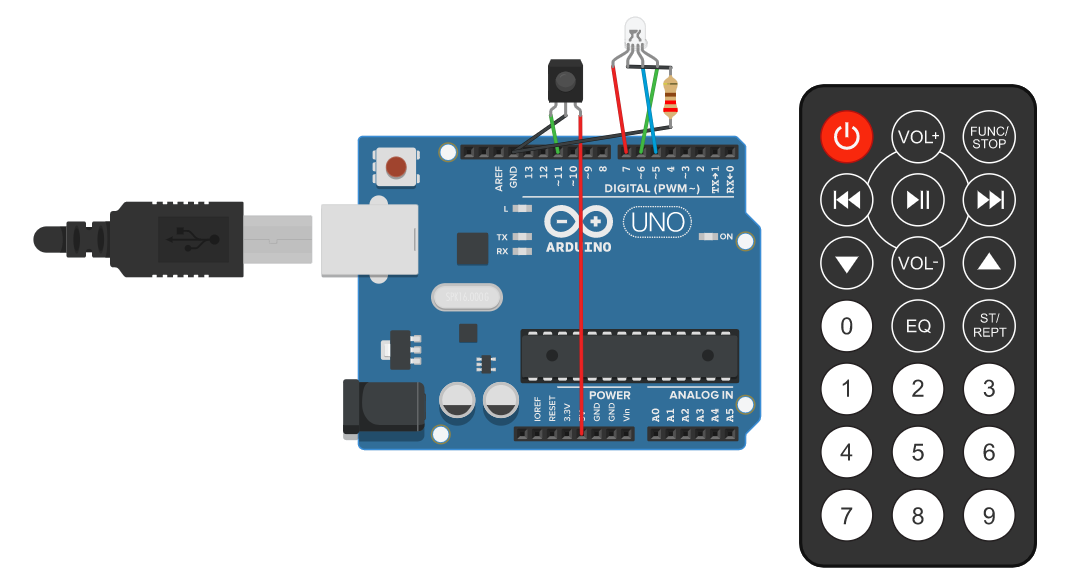 VOL+
FUNC/
STOP
VOL-
0
EQ
ST/
REPT
1
2
3
4
5
6
7
8
9
AREF
GND
13
12
~11
~10
~9
8
7
~6
~5
4
~3
2
TX→1
RX←0
DIGITAL (PWM~)
L
TX
RX
ARDUINO
UNO
ON
POWER
ANALOG IN
IOREF
RESET
3.3V
GND
GND
Vin
A0
A1
A2
A3
A4
A5